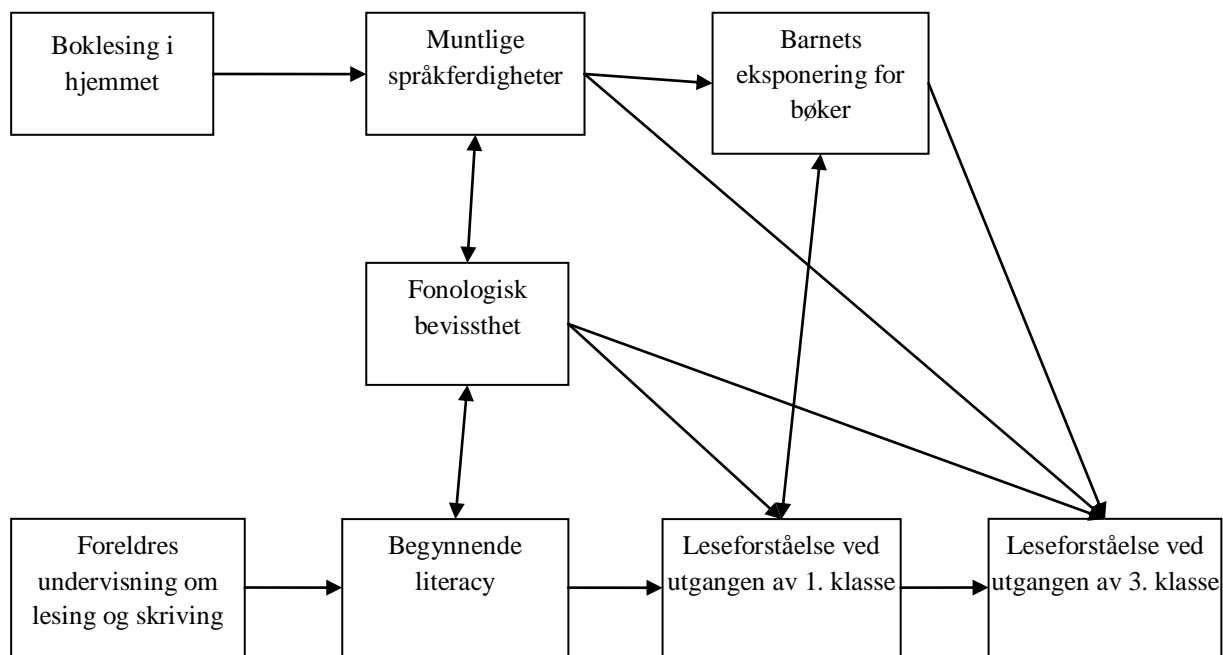 Boklesing i
hjemmet
Muntlige
språkferdigheter
Barnets
eksponering for
bøker
Fonologisk
bevissthet
Foreldres
undervisning om
lesing og skriving
Begynnende
literacy
Leseforståelse ved
utgangen av 1. klasse
Leseforståelse ved
utgangen av 3. klasse